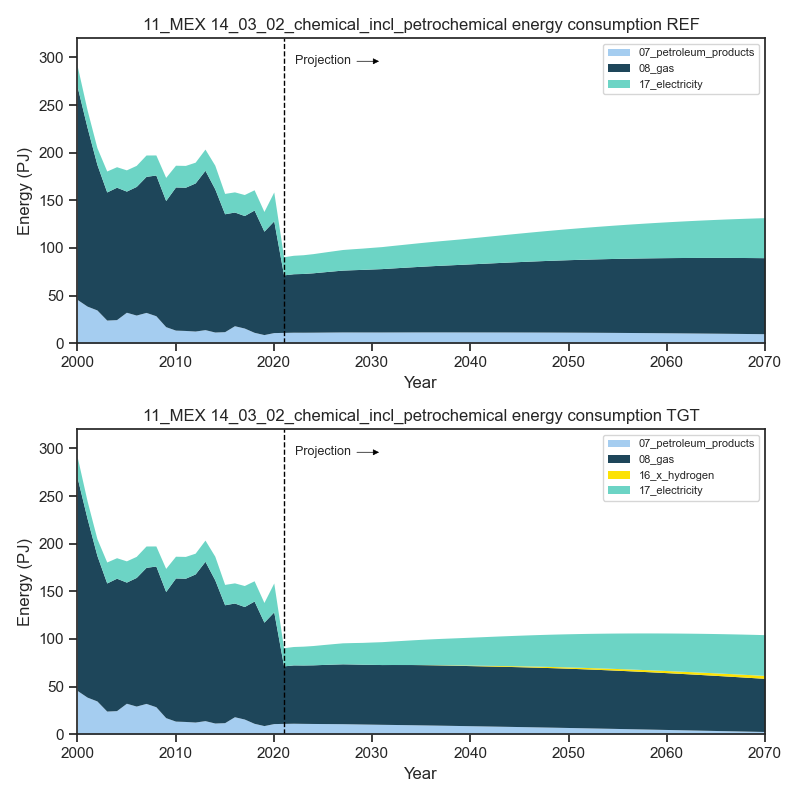 11_MEX 14_03_02_chemical_incl_petrochemical energy consumption REF
300
250
200
150
100
50
0
Energy (PJ)
Projection
07_petroleum_products
08_gas
17_electricity
2000 2010 2020 2030 2040 2050 2060 2070
Year
11_MEX 14_03_02_chemical_incl_petrochemical energy consumption TGT
300
250
200
150
100
50
0
Energy (PJ)
Projection
07_petroleum_products
08_gas
16_x_hydrogen
17_electricity
2000 2010 2020 2030 2040 2050 2060 2070
Year